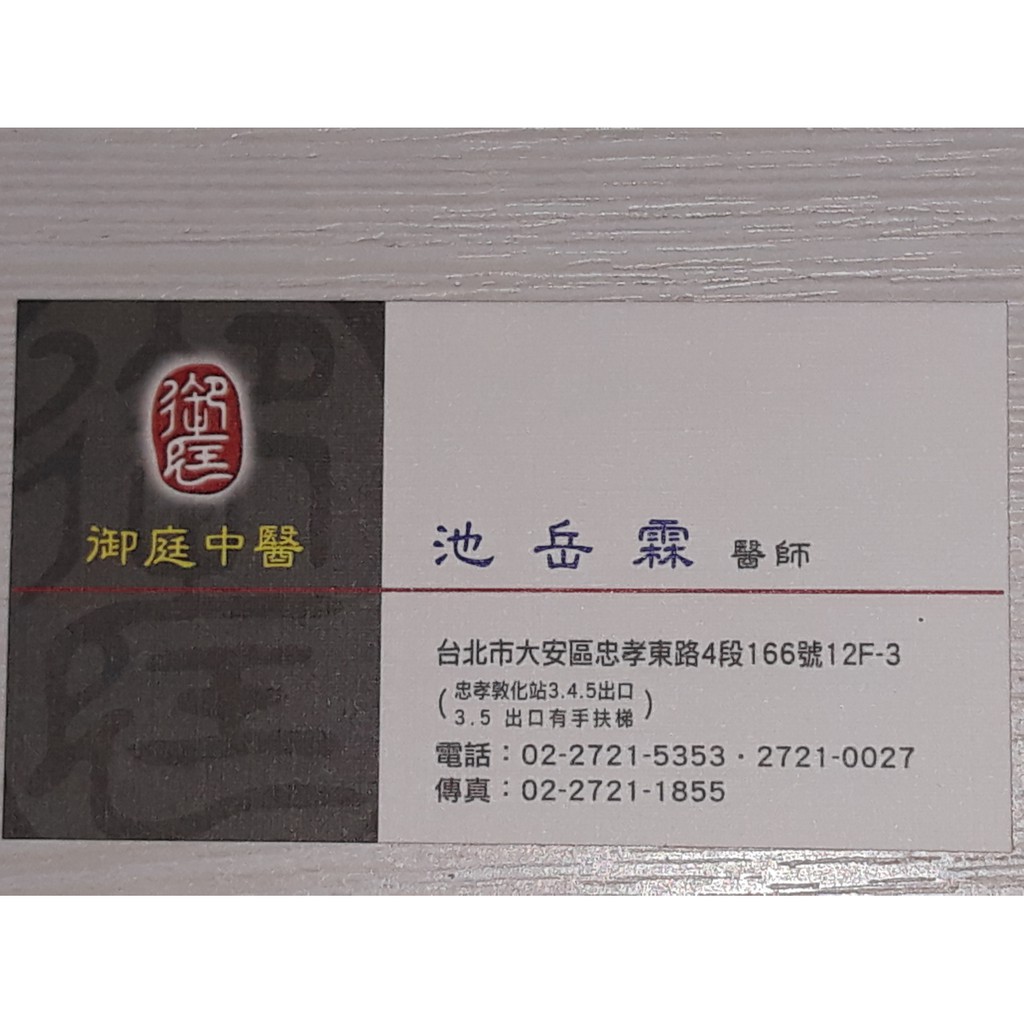 御庭
御庭中醫
池岳霖 醫師
台北市大安區忠孝東路4段166號12F-3
(忠孝敦化站3.4.5出口
3.5 出口有手扶梯)
電話：02-2721-5353・2721-0027
傳真：02-2721-1855